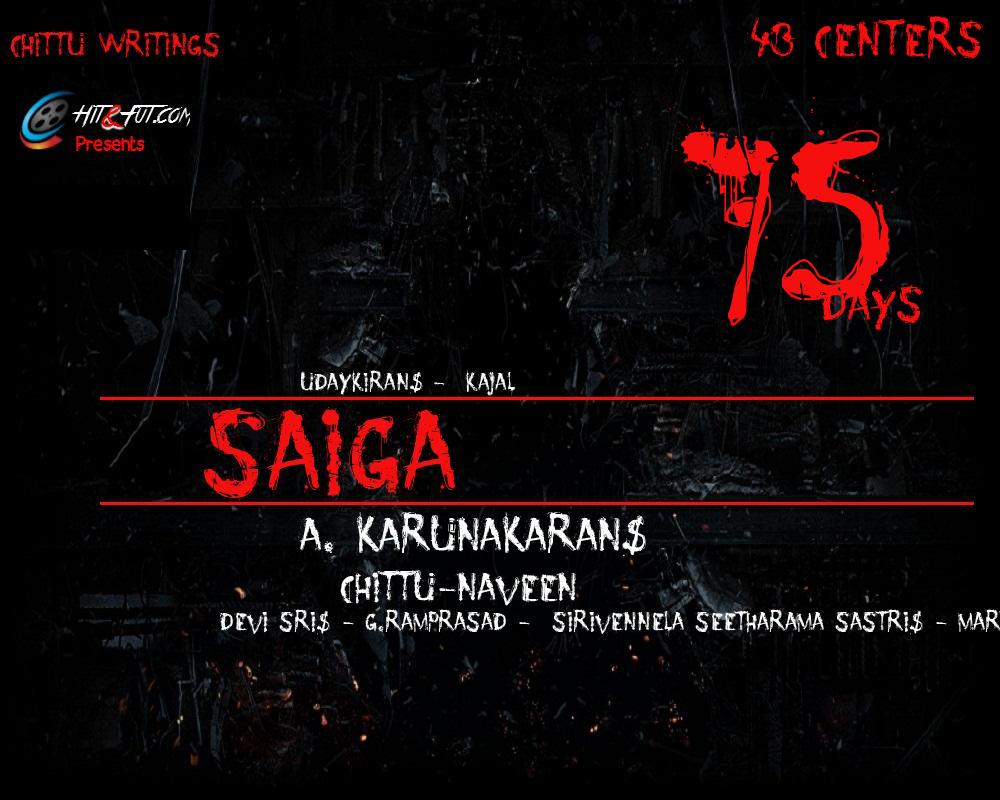 CHITTU WRITINGS
43 CENTERS
HIT&FUT.COM
Presents
75
DAYS
UDAYKIRAN$ - KAJAL
SAIGA
A. KARUNAKARAN$
CHITTU-NAVEEN
DEVI SRI$ - G.RAMPRASAD - SIRIVENNELA SEETHARAMA SASTRI$ - MAR